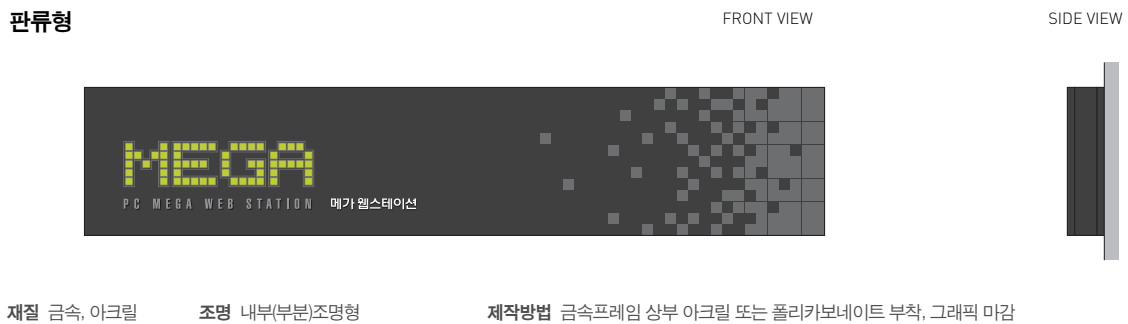 판류형 FRONT VIEW SIDE VIEW
MEGA
PC MEGA WEB STATION 메가 웹스테이션
재질 금속, 아크릴 조명 내부(부분)조명형 제작방법 금속프레임 상부 아크릴 또는 폴리카보네이트 부착, 그래픽 마감